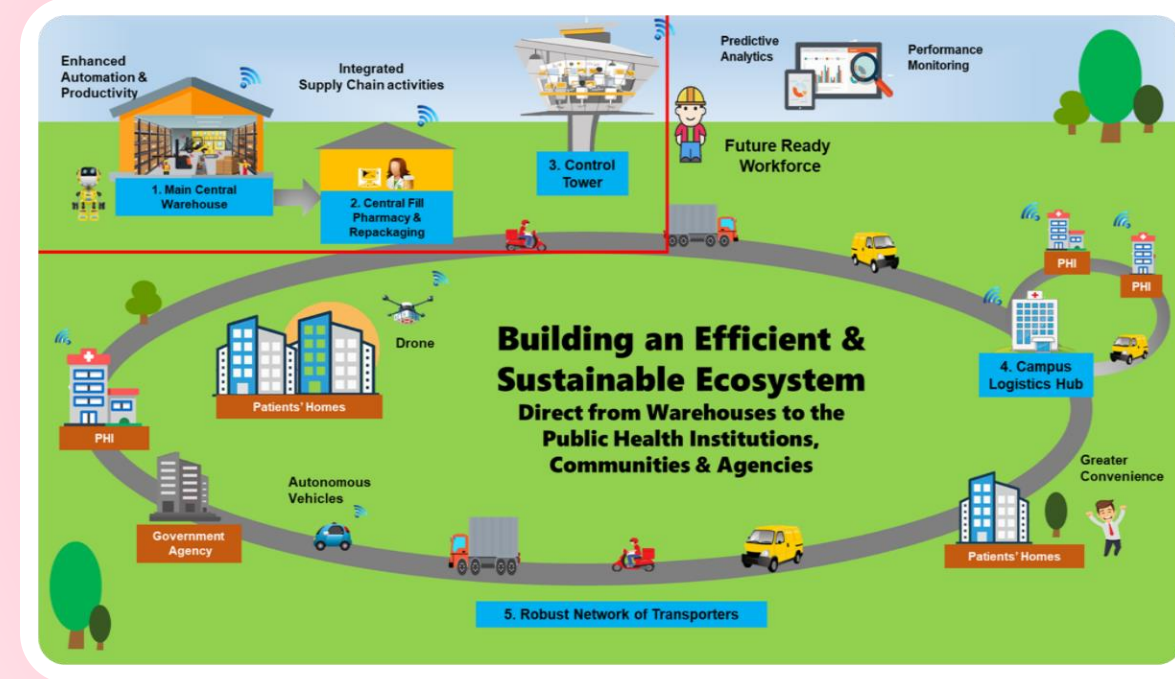 Enhanced
Automation &
Productivity
Integrated
Supply Chain activities
1. Main Central
Warehouse
2. Central Fill
Pharmacy &
Repackaging
3. Control
Tower
Predictive
Analytics
Performance
Monitoring
Future Ready
Workforce
PHI
PHI
4. Campus
Logistics Hub
Drone
Patients' Homes
PHI
Building an Efficient &
Sustainable Ecosystem
Direct from Warehouses to the
Public Health Institutions,
Communities & Agencies
Greater
Convenience
Autonomous
Vehicles
Government
Agency
Patients' Homes
5. Robust Network of Transporters